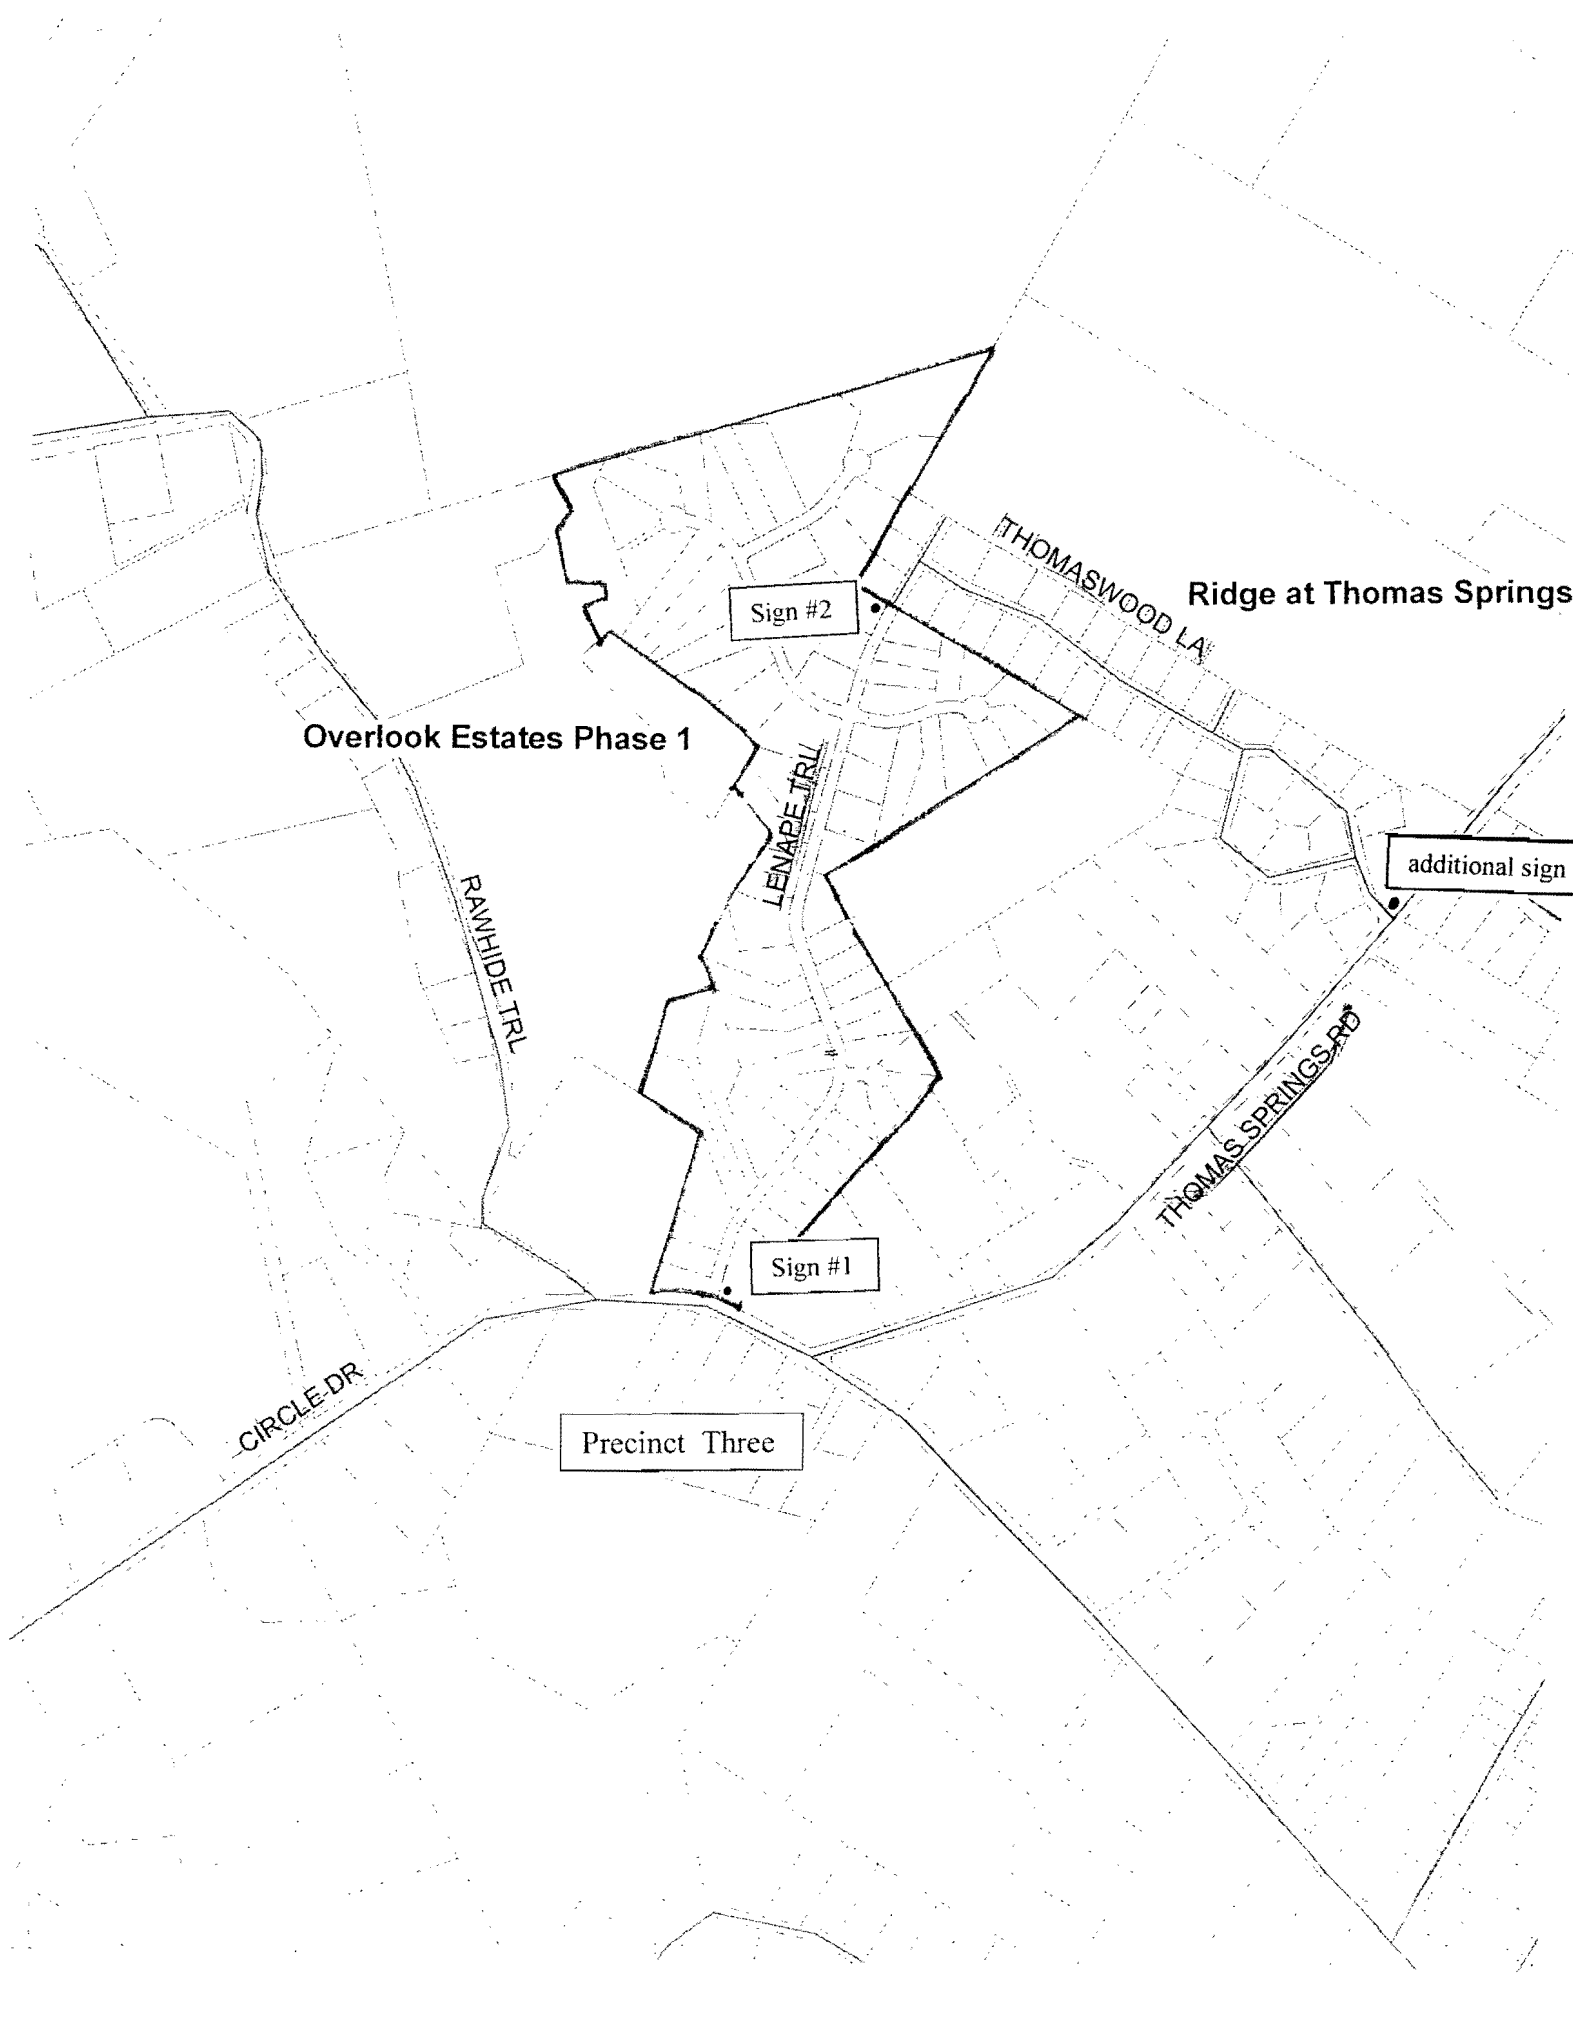 THOMASWOOD LA
Ridge at Thomas Springs
Sign #2
Overlook Estates Phase 1
LENAPE TRL
additional sign
RAWHIDE TRL
THOMAS SPRINGS RD
Sign #1
CIRCLE DR
Precinct Three